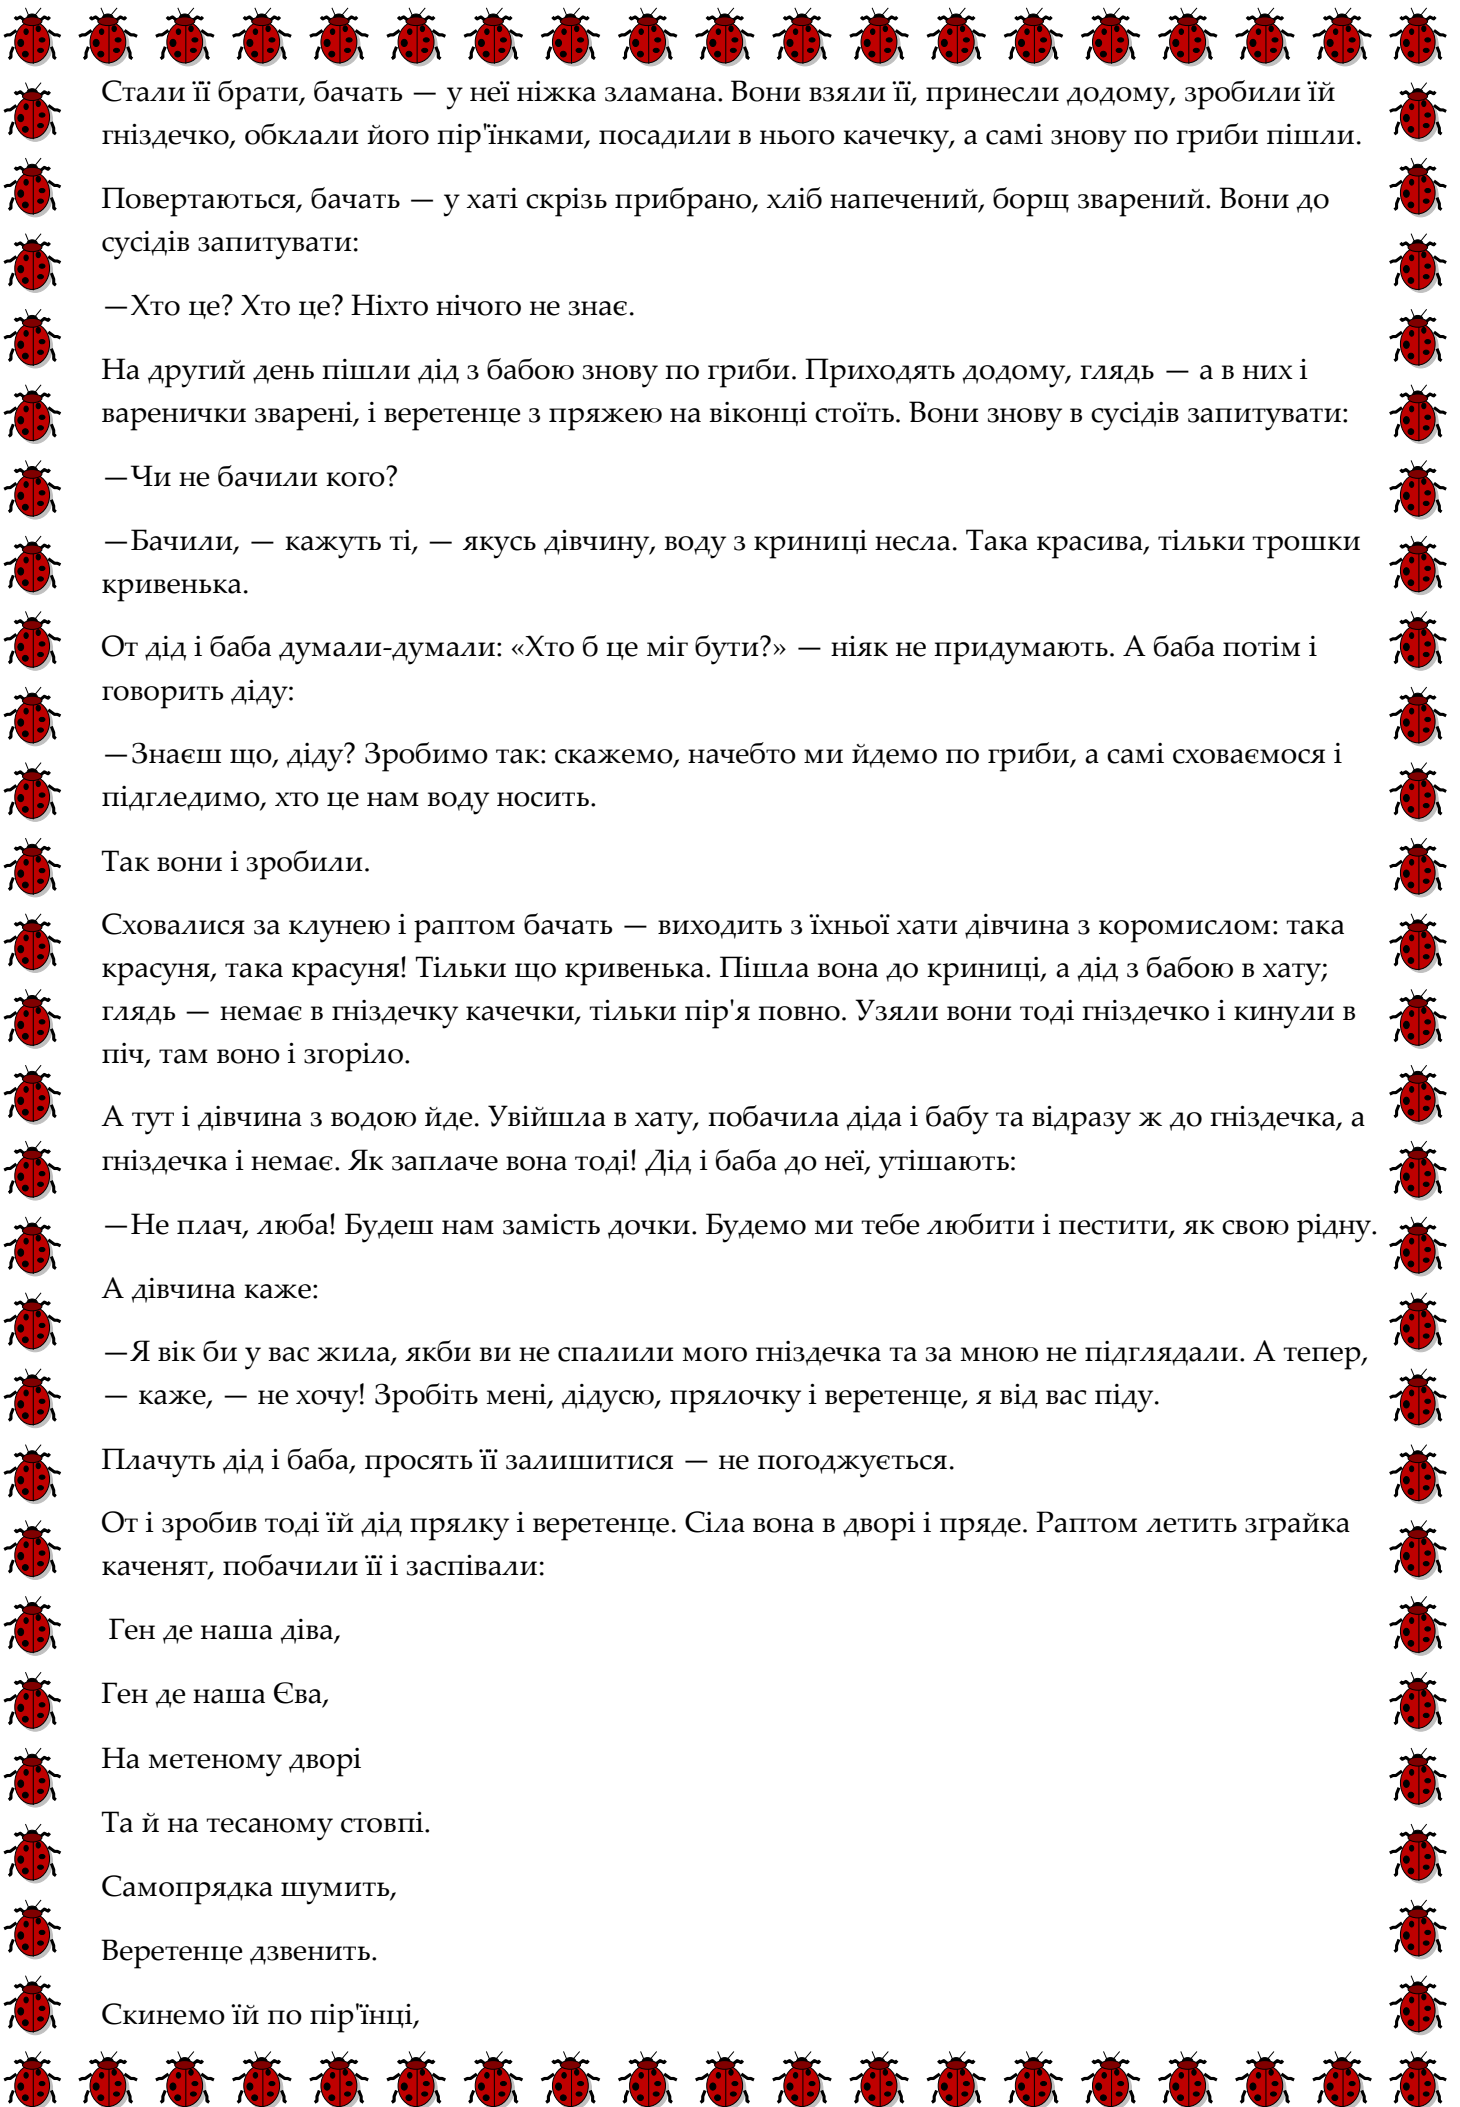 Стали її брати, бачать — у неї ніжка зламана. Вони взяли її, принесли додому, зробили їй
гніздечко, обклали його пір'їнками, посадили в нього качечку, а самі знову по гриби пішли.
Повертаються, бачать — у хаті скрізь прибрано, хліб напечений, борщ зварений. Вони до
сусідів запитувати:
—Хто це? Хто це? Ніхто нічого не знає.
На другий день пішли дід з бабою знову по гриби. Приходять додому, глядь — а в них і
варенички зварені, і веретенце з пряжею на віконці стоїть. Вони знову в сусідів запитувати:
—Чи не бачили кого?
—Бачили, — кажуть ті, — якусь дівчину, воду з криниці несла. Така красива, тільки трошки
кривенька.
От дід і баба думали-думали: «Хто б це міг бути?» — ніяк не придумають. А баба потім і
говорить діду:
—Знаєш що, діду? Зробимо так: скажемо, начебто ми йдемо по гриби, а самі сховаємося і
підгледимо, хто це нам воду носить.
Так вони і зробили.
Сховалися за клунею і раптом бачать — виходить з їхньої хати дівчина з коромислом: така
красуня, така красуня! Тільки що кривенька. Пішла вона до криниці, а дід з бабою в хату;
глядь — немає в гніздечку качечки, тільки пір'я повно. Узяли вони тоді гніздечко і кинули в
піч, там воно і згоріло.
А тут і дівчина з водою йде. Увійшла в хату, побачила діда і бабу та відразу ж до гніздечка, а
гніздечка і немає. Як заплаче вона тоді! Дід і баба до неї, утішають:
—Не плач, люба! Будеш нам замість дочки. Будемо ми тебе любити і пестити, як свою рідну.
А дівчина каже:
—Я вік би у вас жила, якби ви не спалили мого гніздечка та за мною не підглядали. А тепер,
— каже, — не хочу! Зробіть мені, дідусю, прялочку і веретенце, я від вас піду.
Плачуть дід і баба, просять її залишитися — не погоджується.
От і зробив тоді їй дід прялку і веретенце. Сіла вона в дворі і пряде. Раптом летить зграйка
каченят, побачили її і заспівали:
Ген де наша діва,
Ген де наша Єва,
На метеному дворі
Та й на тесаному стовпі.
Самопрядка шумить,
Веретенце дзвенить.
Скинемо їй по пір'їнці,